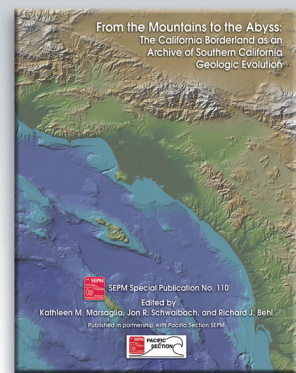 From the Mountains to the Abyss:
The California Borderland as an
Archive of Southern California
Geologic Evolution
SEPM
SEPM Special Publication No. 110
Edited by
Kathleen M. Marsaglia, Jon R. Schwalbach, and Richard J. Behl
Published in partnership with Pacific Section SEPM
PACIFIC
SECTION